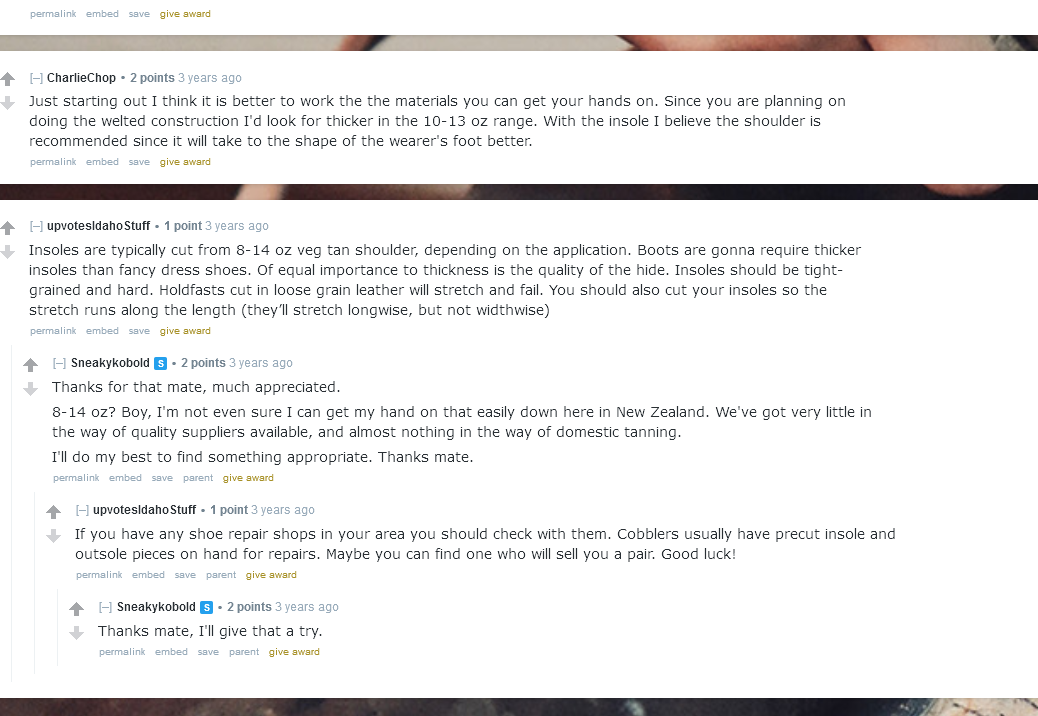 permalink embed save give award
[–] CharlieChop • 2 points 3 years ago
Just starting out I think it is better to work the the materials you can get your hands on. Since you are planning on
doing the welted construction I'd look for thicker in the 10-13 oz range. With the insole I believe the shoulder is
recommended since it will take to the shape of the wearer's foot better.
permalink embed save give award
[–] upvotesIdahoStuff • 1 point 3 years ago
Insoles are typically cut from 8-14 oz veg tan shoulder, depending on the application. Boots are gonna require thicker
insoles than fancy dress shoes. Of equal importance to thickness is the quality of the hide. Insoles should be tight-
grained and hard. Holdfasts cut in loose grain leather will stretch and fail. You should also cut your insoles so the
stretch runs along the length (they’ll stretch longwise, but not widthwise)
permalink embed save give award
[–] Sneakykobold S • 2 points 3 years ago
Thanks for that mate, much appreciated.
8-14 oz? Boy, I'm not even sure I can get my hand on that easily down here in New Zealand. We've got very little in
the way of quality suppliers available, and almost nothing in the way of domestic tanning.
I'll do my best to find something appropriate. Thanks mate.
permalink embed save parent give award
[–] upvotesIdahoStuff • 1 point 3 years ago
If you have any shoe repair shops in your area you should check with them. Cobblers usually have precut insole and
outsole pieces on hand for repairs. Maybe you can find one who will sell you a pair. Good luck!
permalink embed save parent give award
[–] Sneakykobold S • 2 points 3 years ago
Thanks mate, I'll give that a try.
permalink embed save parent give award